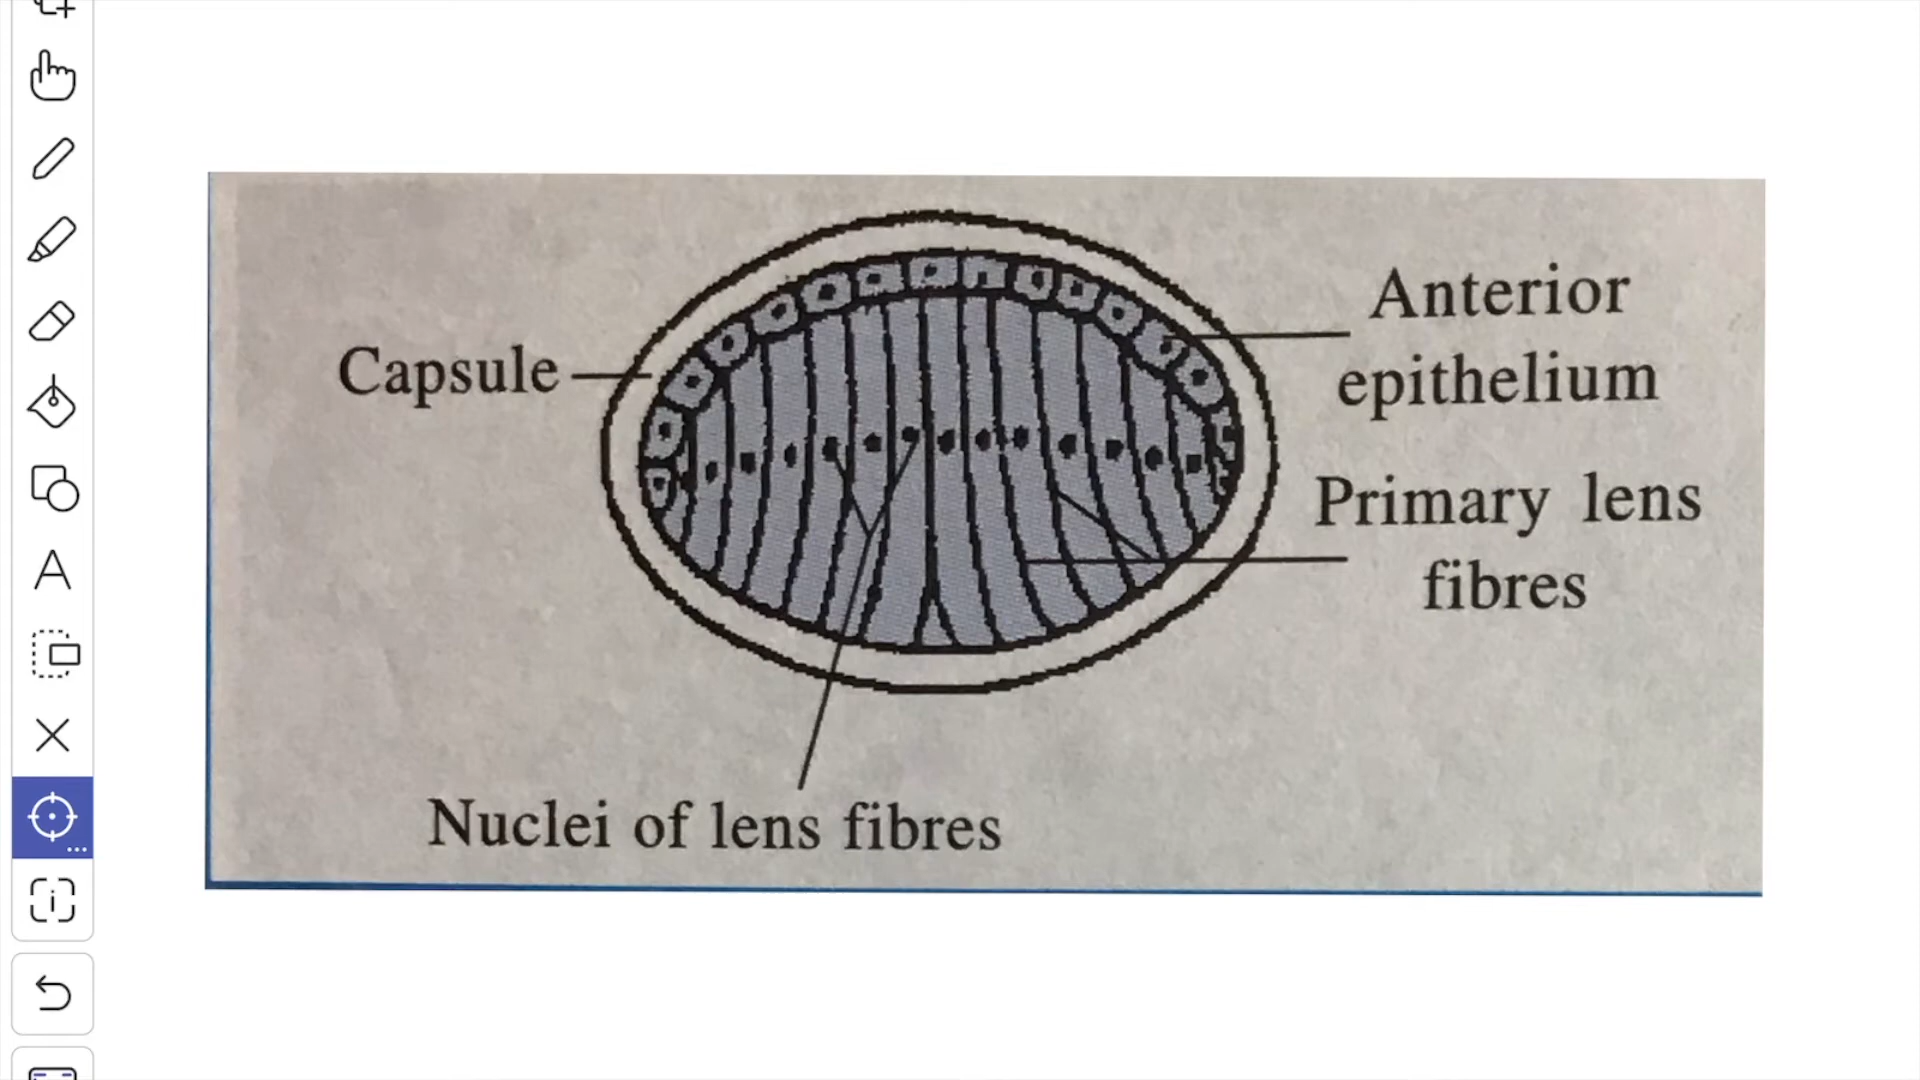 Anterior
epithelium
Capsule
Primary lens
fibres
Nuclei of lens fibres